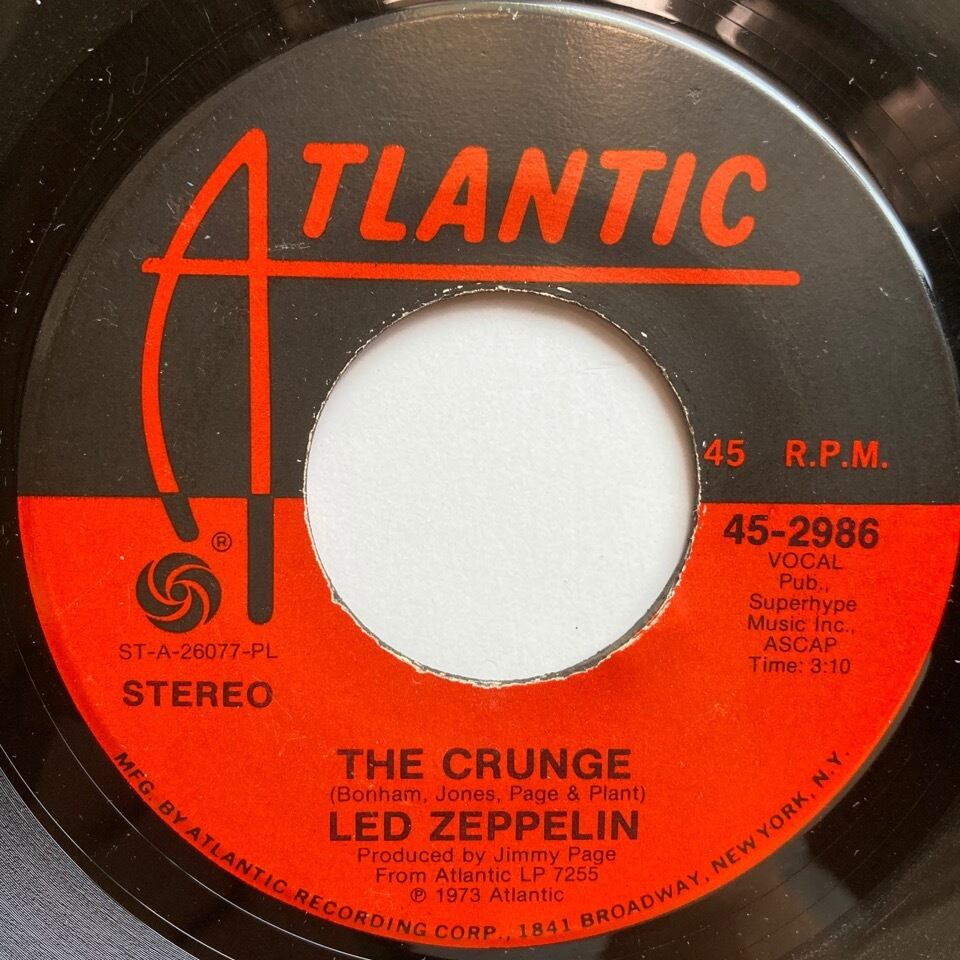 ATLANTIC
45 R.P.M.
®
45-2986
VOCAL
Pub.,
Superhype
Music Inc.,
ASCAP
Time: 3:10
ST-A-26077-PL
STEREO
THE CRUNGE
(Bonham, Jones, Page & Plant)
LED ZEPPELIN
Produced by Jimmy Page
From Atlantic LP 7255
℗ 1973 Atlantic
MFG. BY ATLANTIC RECORDING CORP., 1841 BROADWAY, NEW YORK, N.Y.